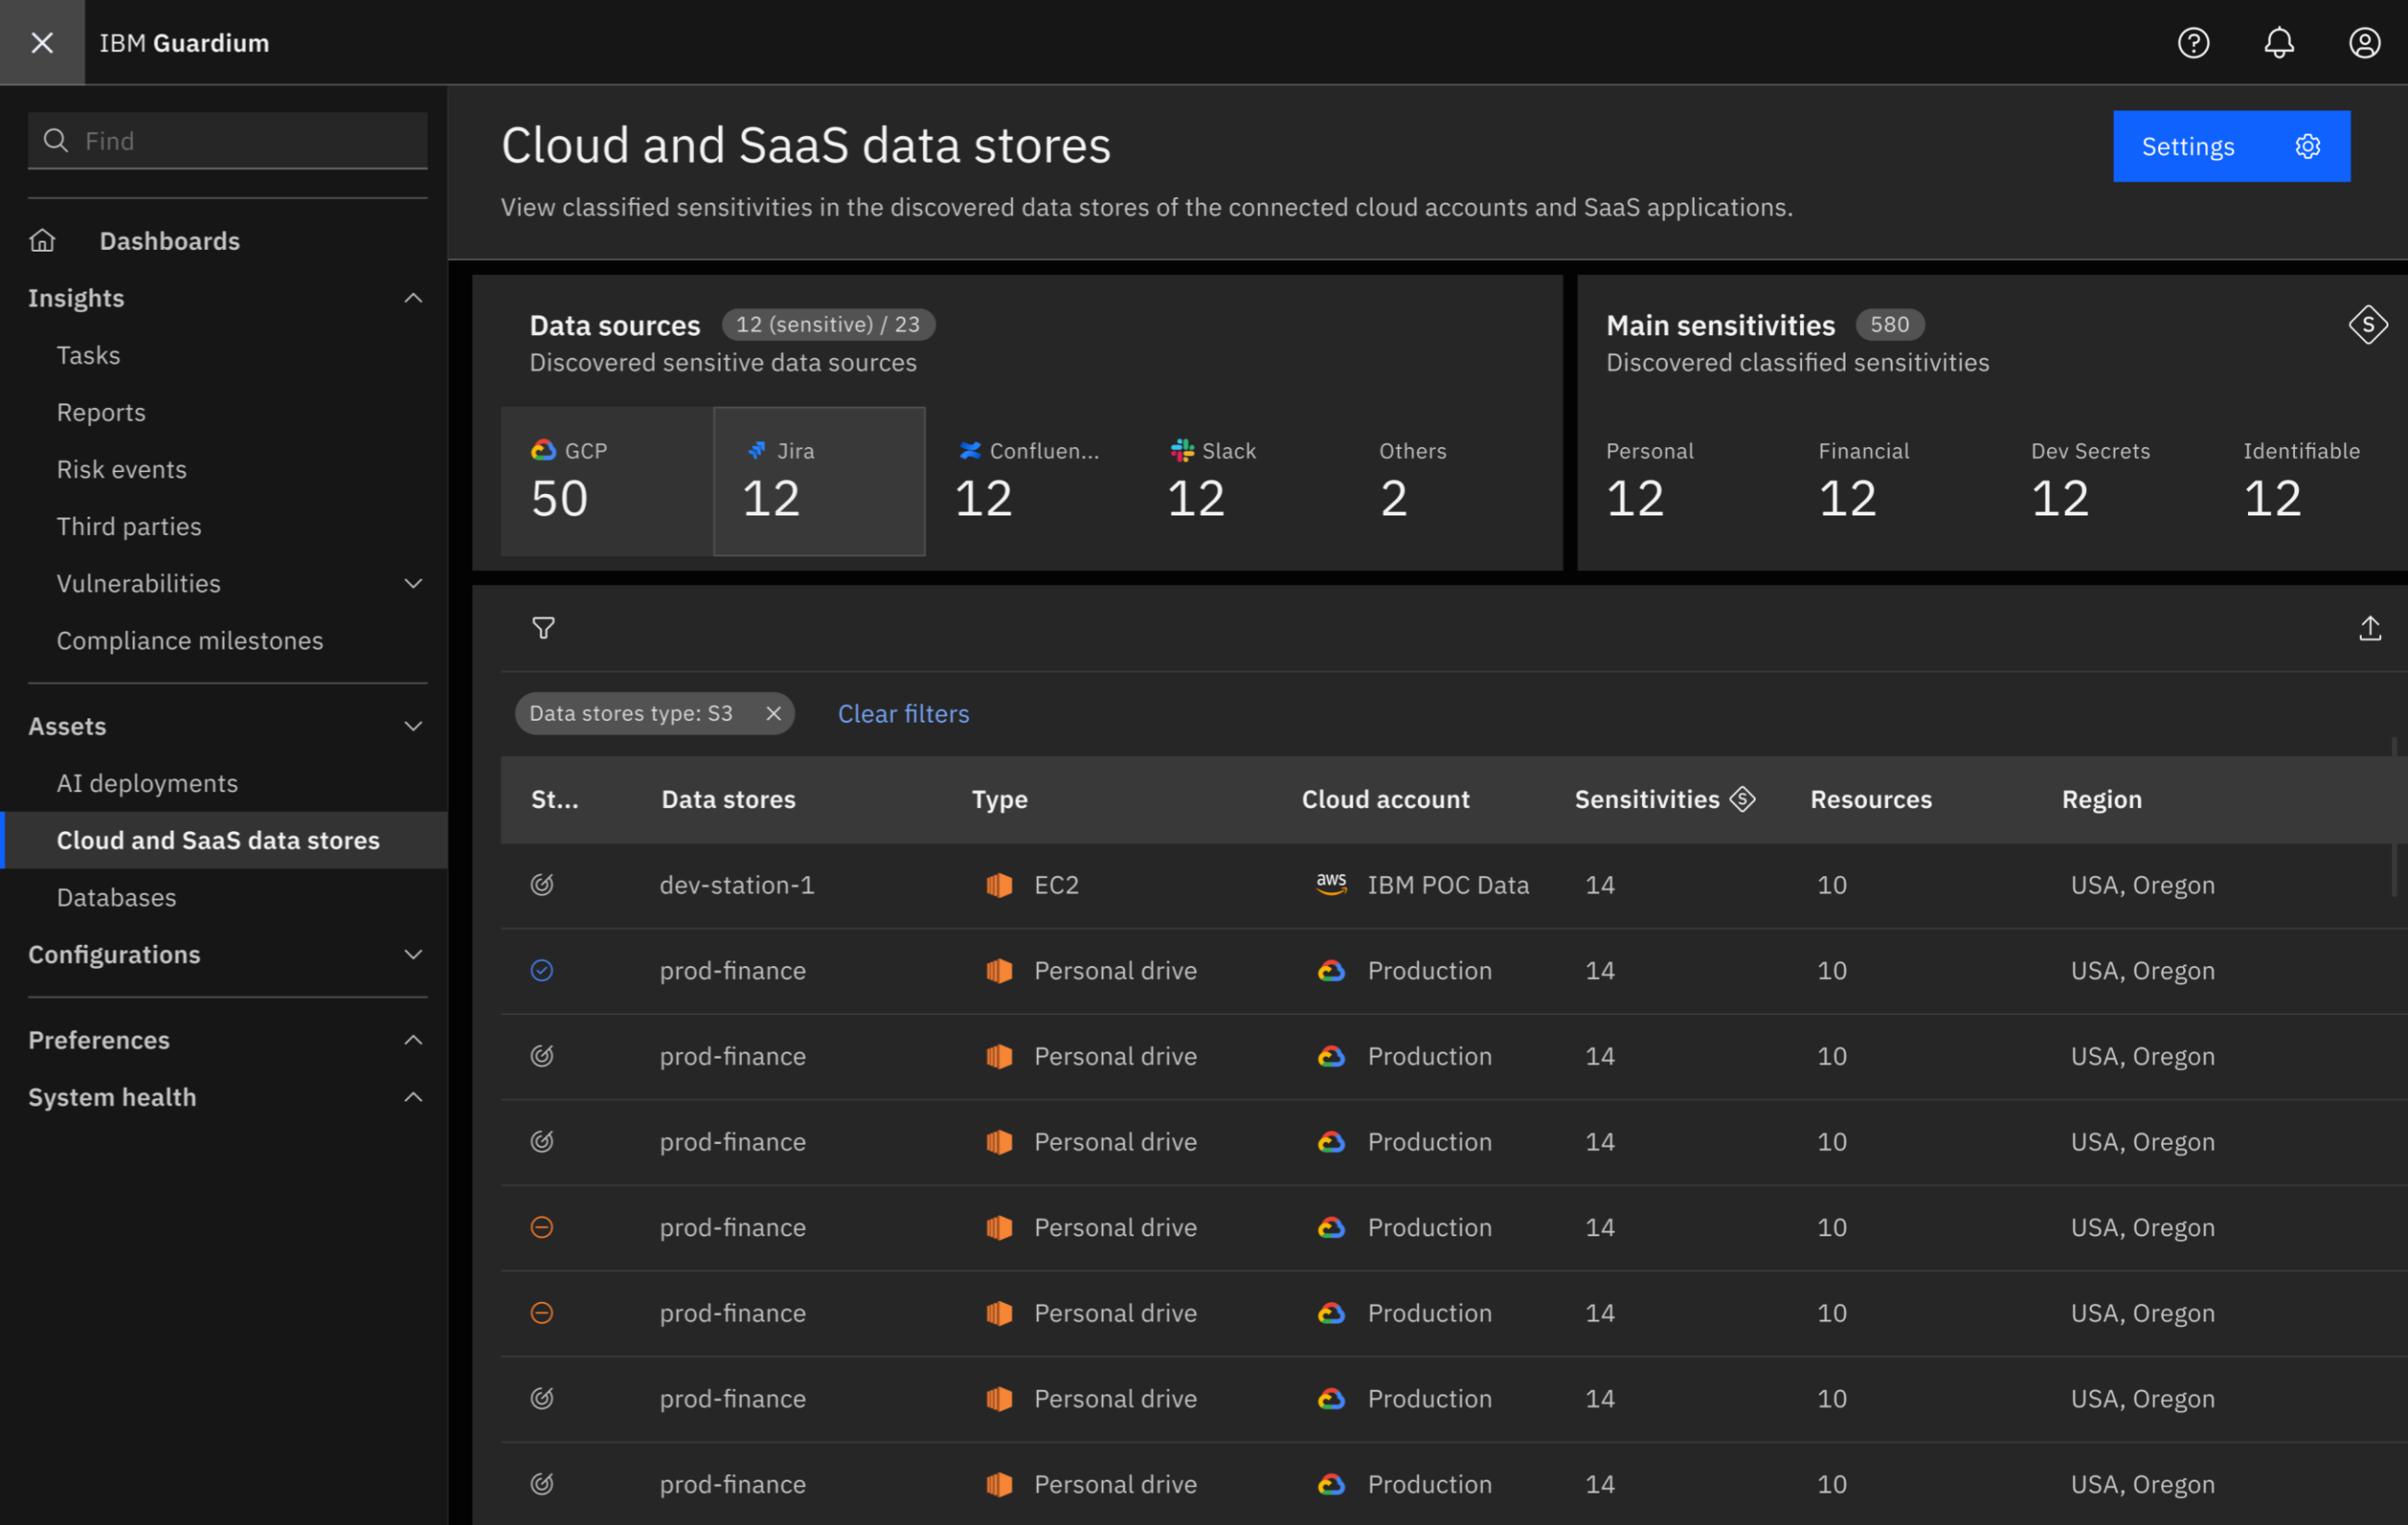 IBM Guardium
Find
Dashboards
Insights
Tasks
Reports
Risk events
Third parties
Vulnerabilities
Compliance milestones
Assets
AI deployments
Cloud and SaaS data stores
Databases
Configurations
Preferences
System health
Cloud and SaaS data stores
Settings
View classified sensitivities in the discovered data stores of the connected cloud accounts and SaaS applications.
Data sources 12 (sensitive) / 23
Discovered sensitive data sources
GCP Jira Confluen... Slack Others
50 12 12 12 2
Main sensitivities 580
S
Discovered classified sensitivities
Personal Financial Dev Secrets Identifiable
12 12 12 12
Data stores type: S3 Clear filters
St... Data stores Type Cloud account Sensitivities S Resources Region
dev-station-1 EC2 aws IBM POC Data 14 10 USA, Oregon
prod-finance Personal drive Production 14 10 USA, Oregon
prod-finance Personal drive Production 14 10 USA, Oregon
prod-finance Personal drive Production 14 10 USA, Oregon
prod-finance Personal drive Production 14 10 USA, Oregon
prod-finance Personal drive Production 14 10 USA, Oregon
prod-finance Personal drive Production 14 10 USA, Oregon
prod-finance Personal drive Production 14 10 USA, Oregon